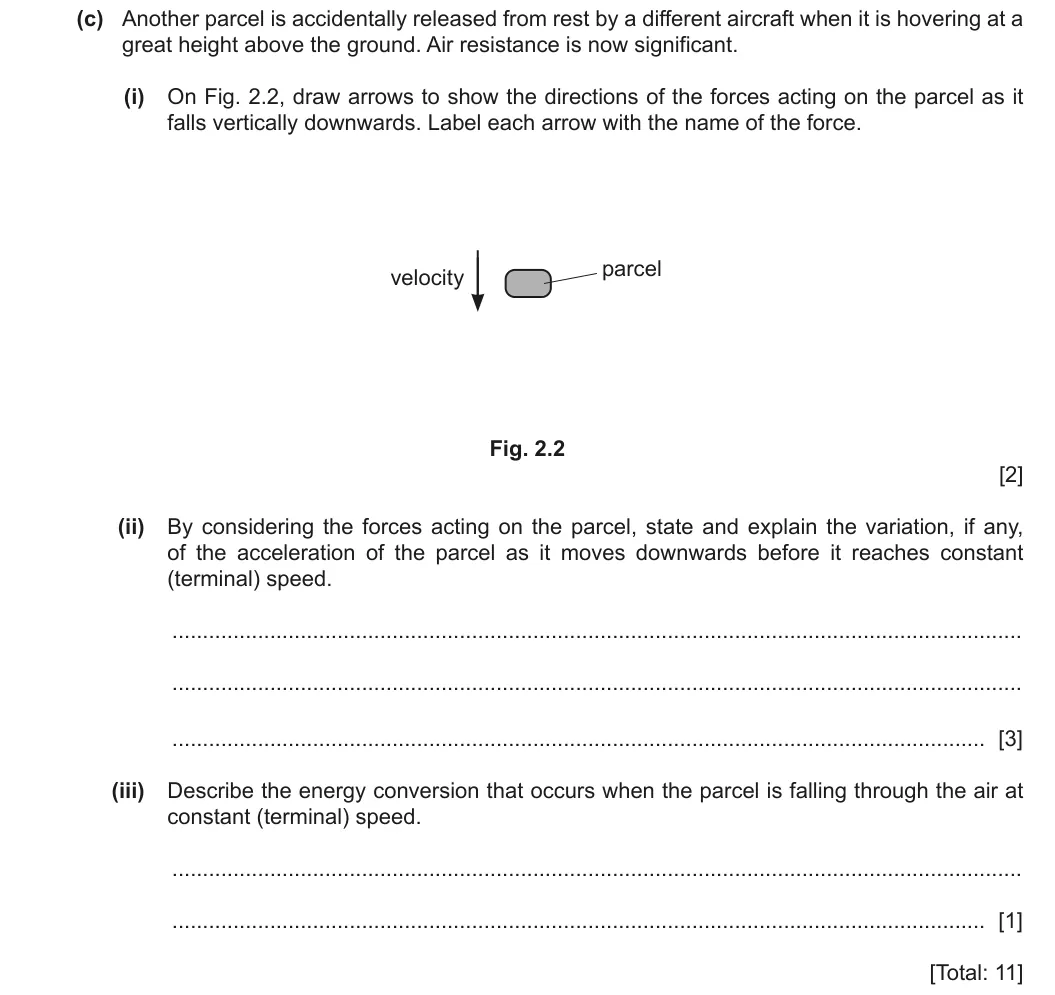 (c) Another parcel is accidentally released from rest by a different aircraft when it is hovering at a
great height above the ground. Air resistance is now significant.
(i) On Fig. 2.2, draw arrows to show the directions of the forces acting on the parcel as it
falls vertically downwards. Label each arrow with the name of the force.
parcel
velocity
Fig. 2.2
[2]
(ii) By considering the forces acting on the parcel, state and explain the variation, if any,
of the acceleration of the parcel as it moves downwards before it reaches constant
(terminal) speed.
[3]
(iii) Describe the energy conversion that occurs when the parcel is falling through the air at
constant (terminal) speed.
[1]
[Total: 11]